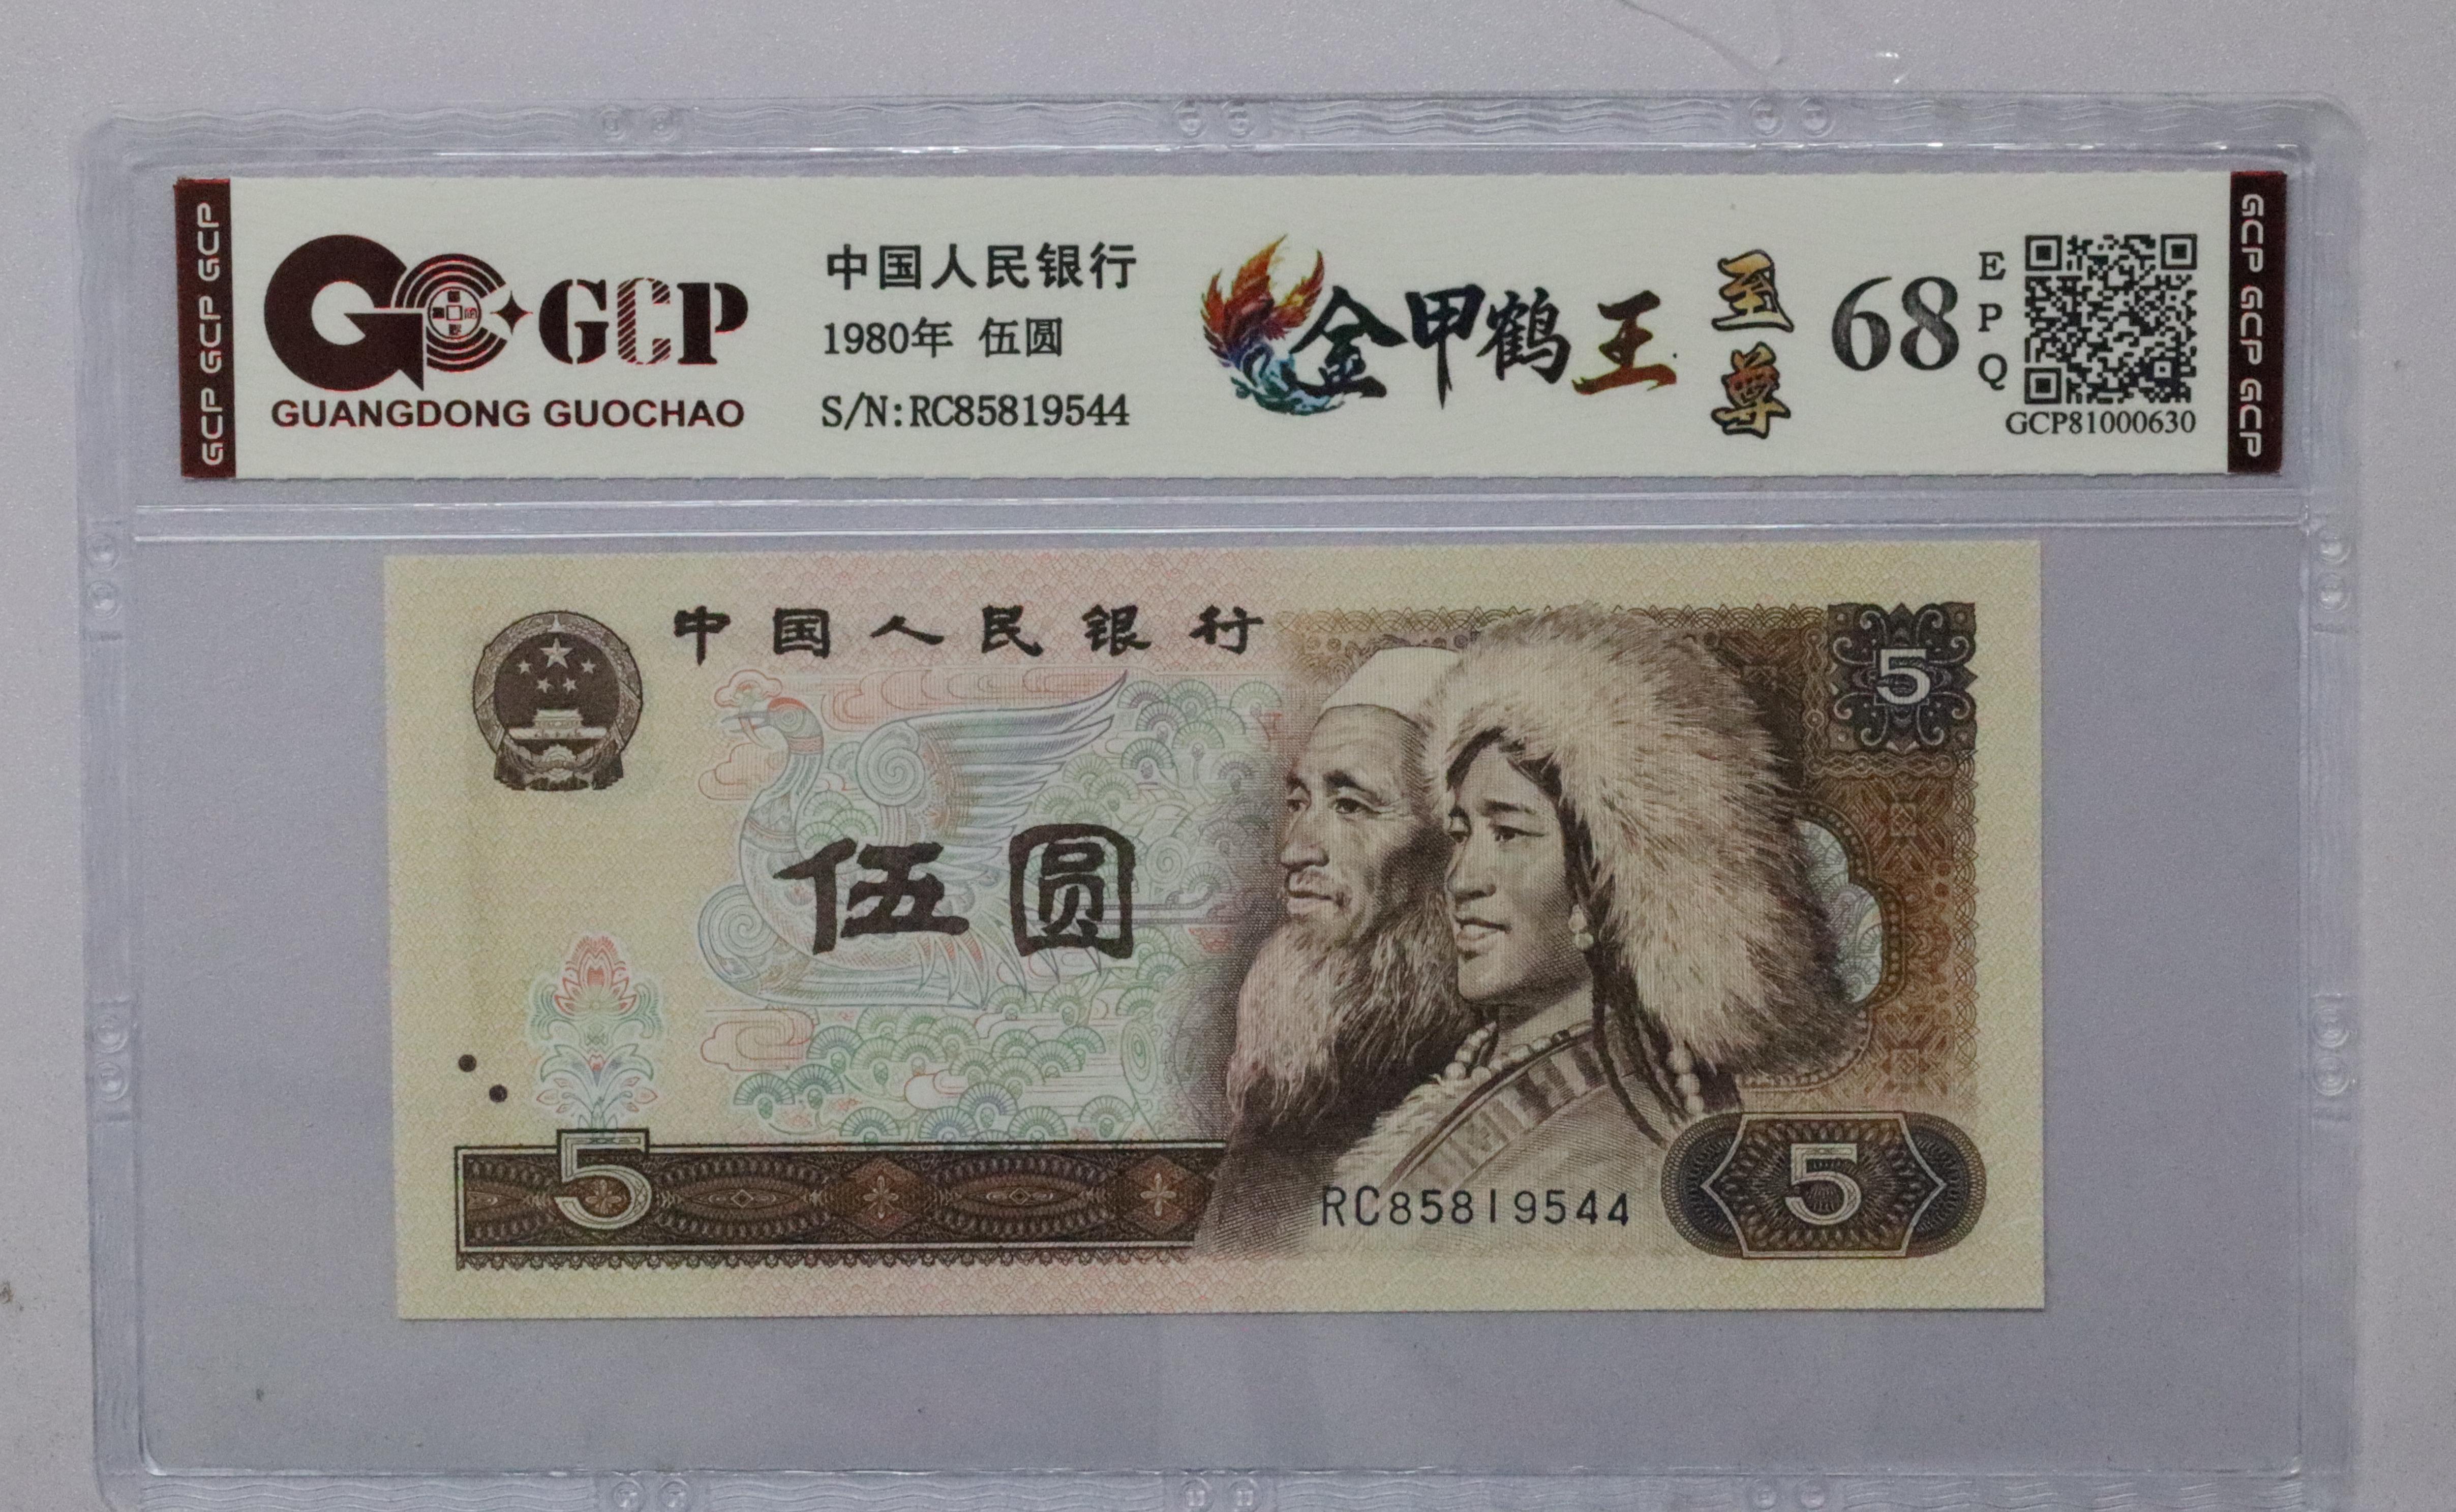 GCP GCP GCP
GCP
GUANGDONG GUOCHAO
中国人民银行
1980年 伍圆
S/N:RC85819544
金甲鹤王
至尊
68
EPQ
GCP81000630
GCP GCP GCP
中国人民银行
5
伍圆
5
RC85819544
5